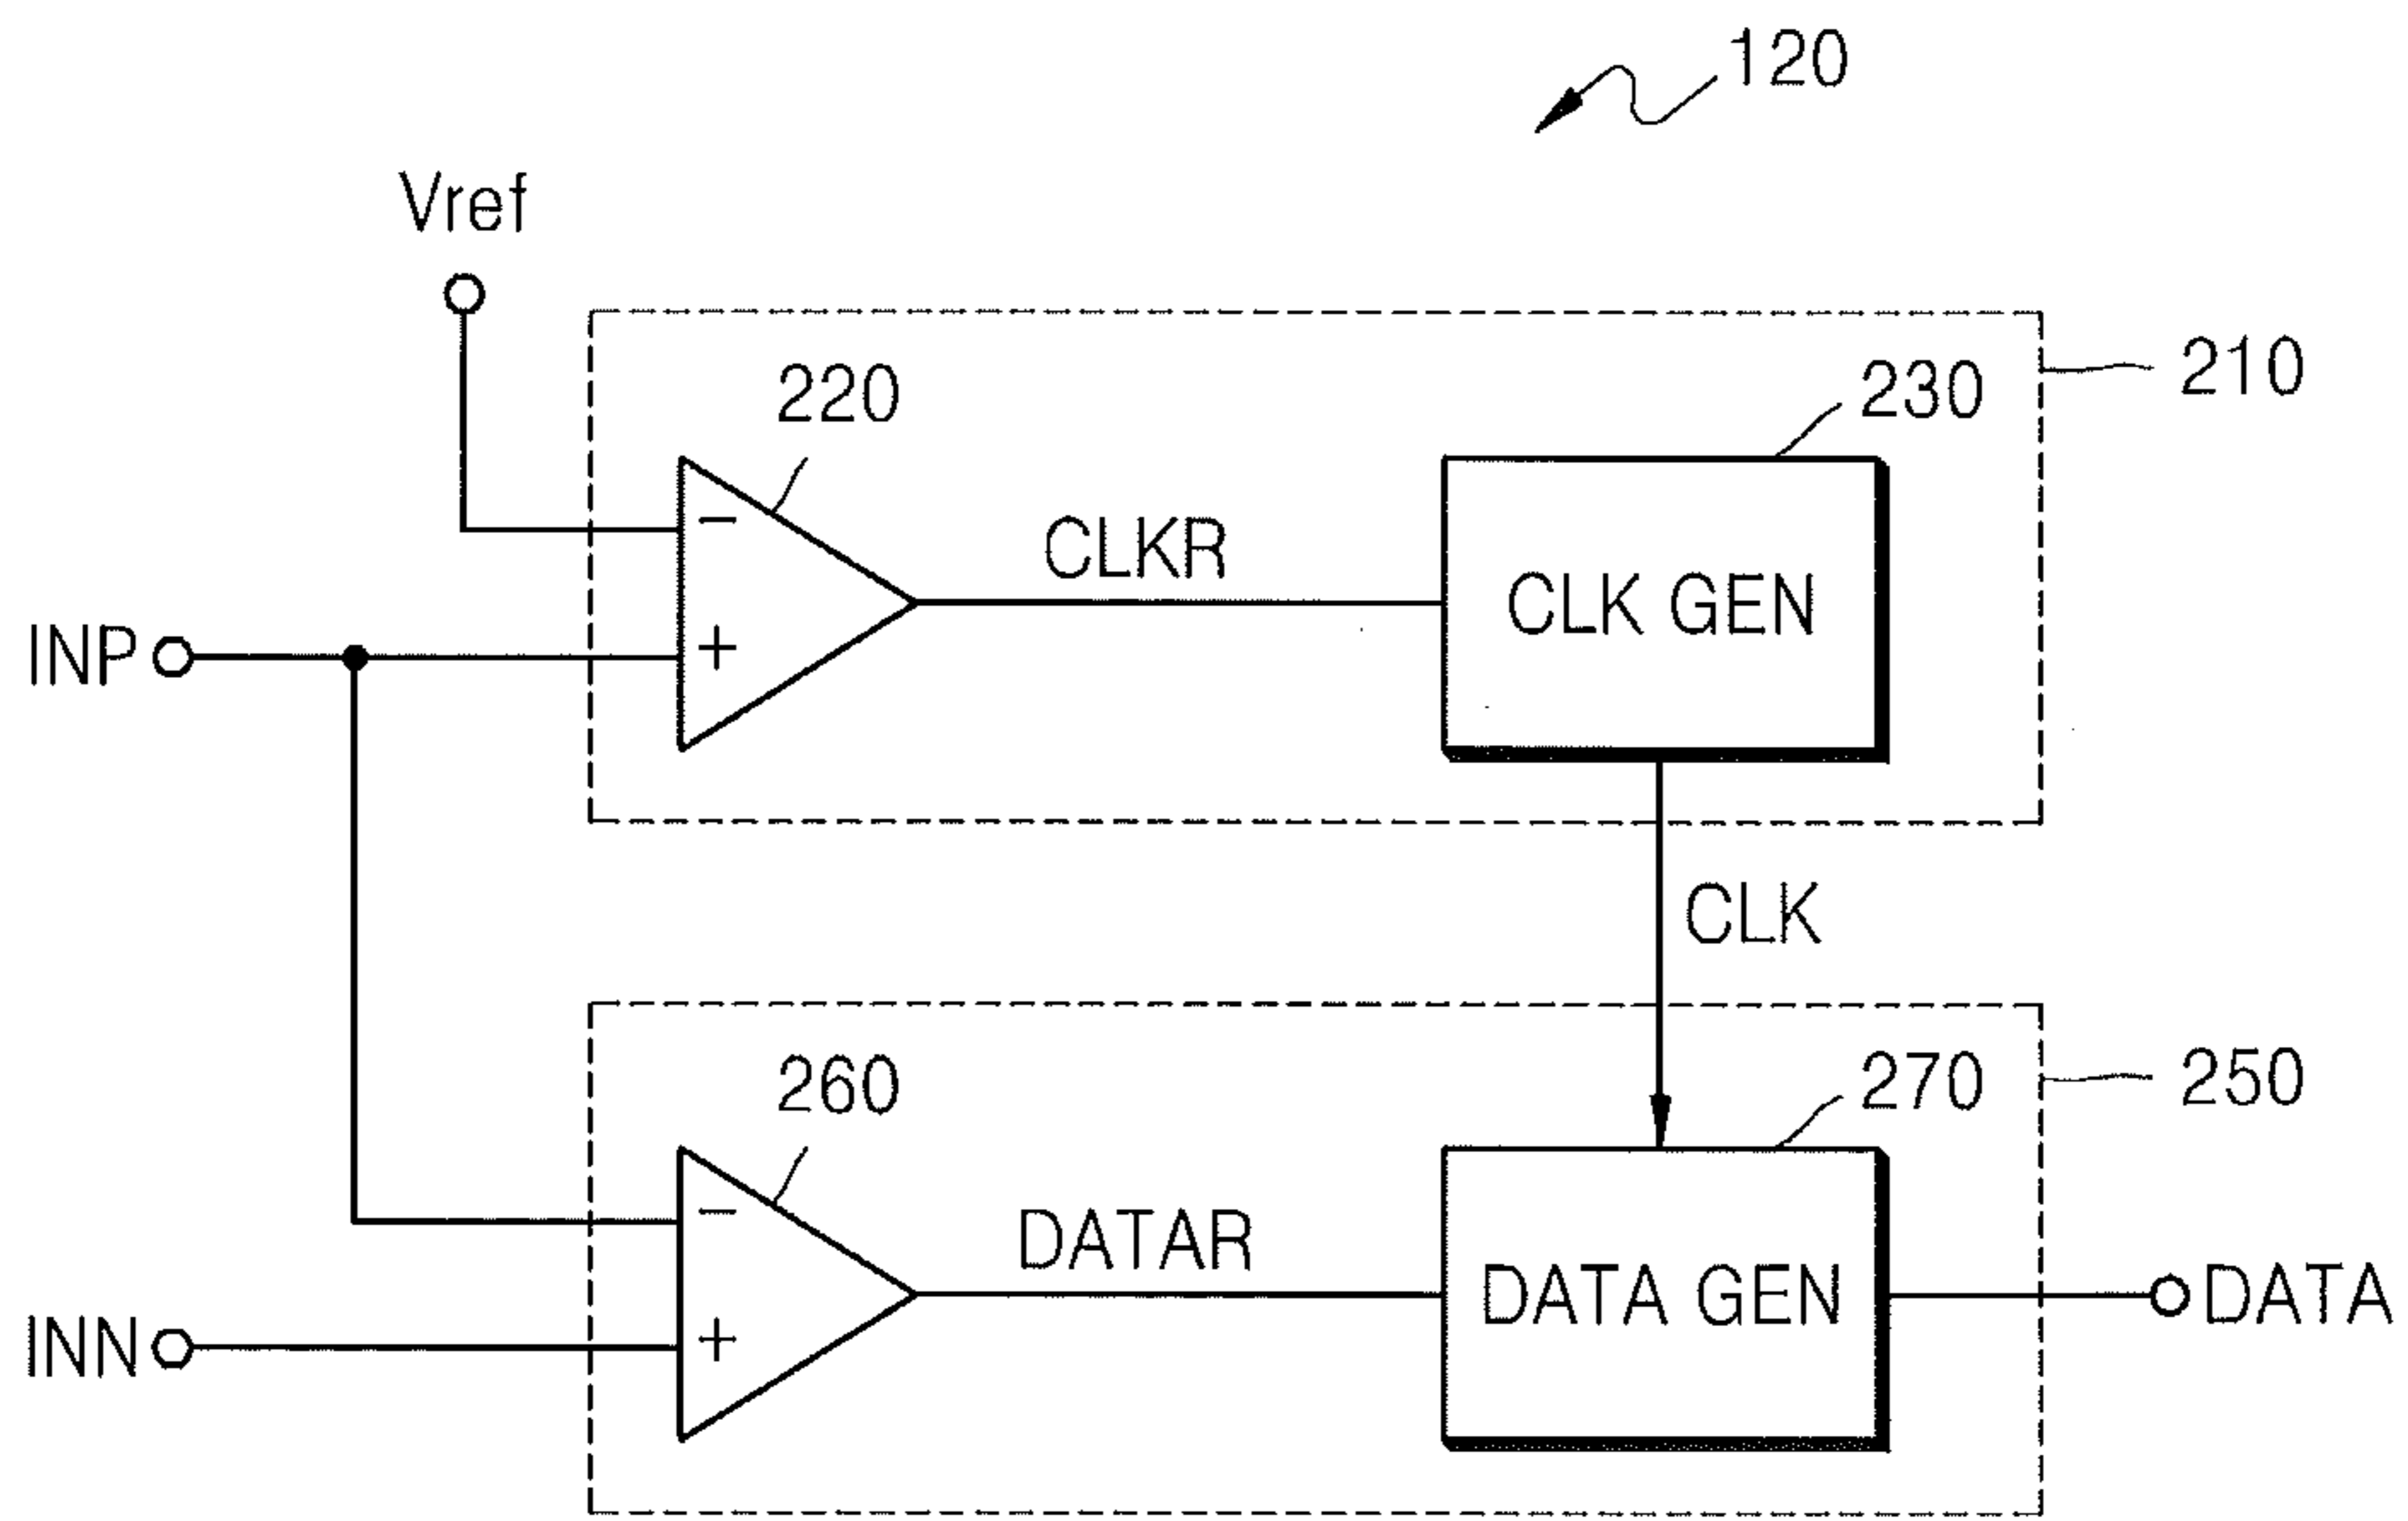 120
Vref
210
220
230
−
CLKR
CLK GEN
INP
+
CLK
250
260
270
−
DATAR
DATA GEN
DATA
INN
+